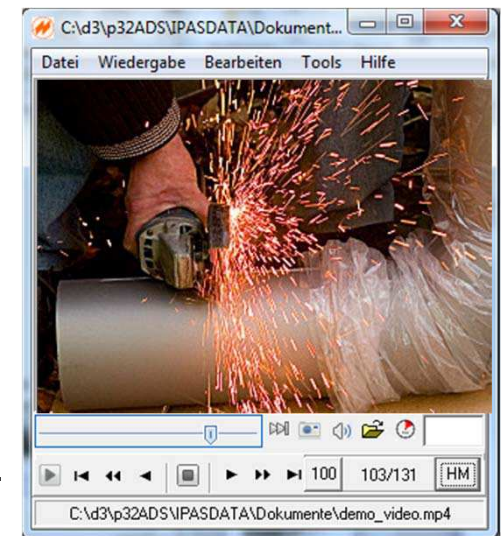 C:\d3\p32ADS\IPASDATA\Dokument...
Datei Wiedergabe Bearbeiten Tools Hilfe
100 103/131 HM
C:\d3\p32ADS\IPASDATA\Dokumente\demo_video.mp4